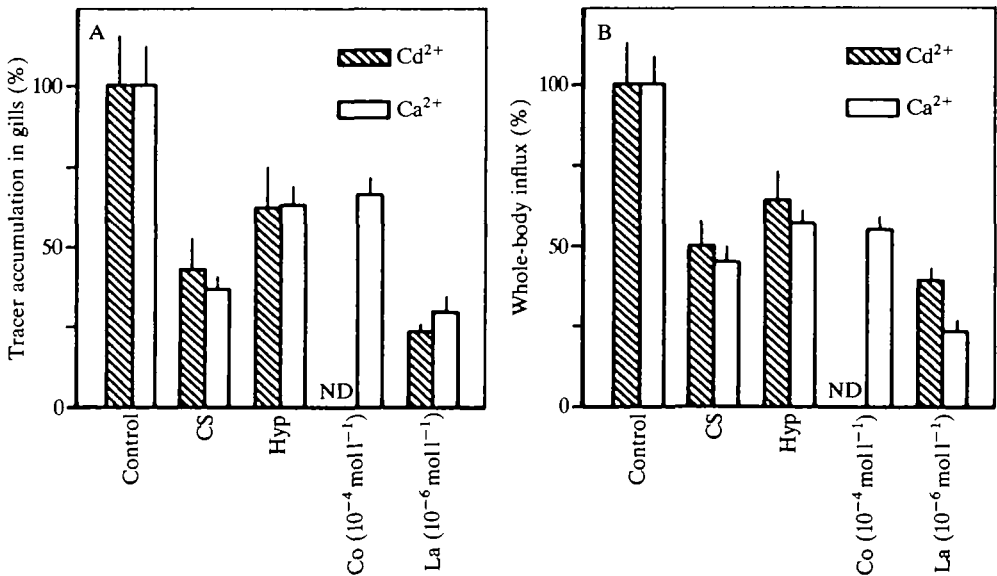 A
Cd²⁺
Ca²⁺
Tracer accumulation in gills (%)
100
50
0
ND
Control
CS
Hyp
Co (10⁻⁴ mol l⁻¹)
La (10⁻⁶ mol l⁻¹)
B
Cd²⁺
Ca²⁺
Whole-body influx (%)
100
50
0
ND
Control
CS
Hyp
Co (10⁻⁴ mol l⁻¹)
La (10⁻⁶ mol l⁻¹)